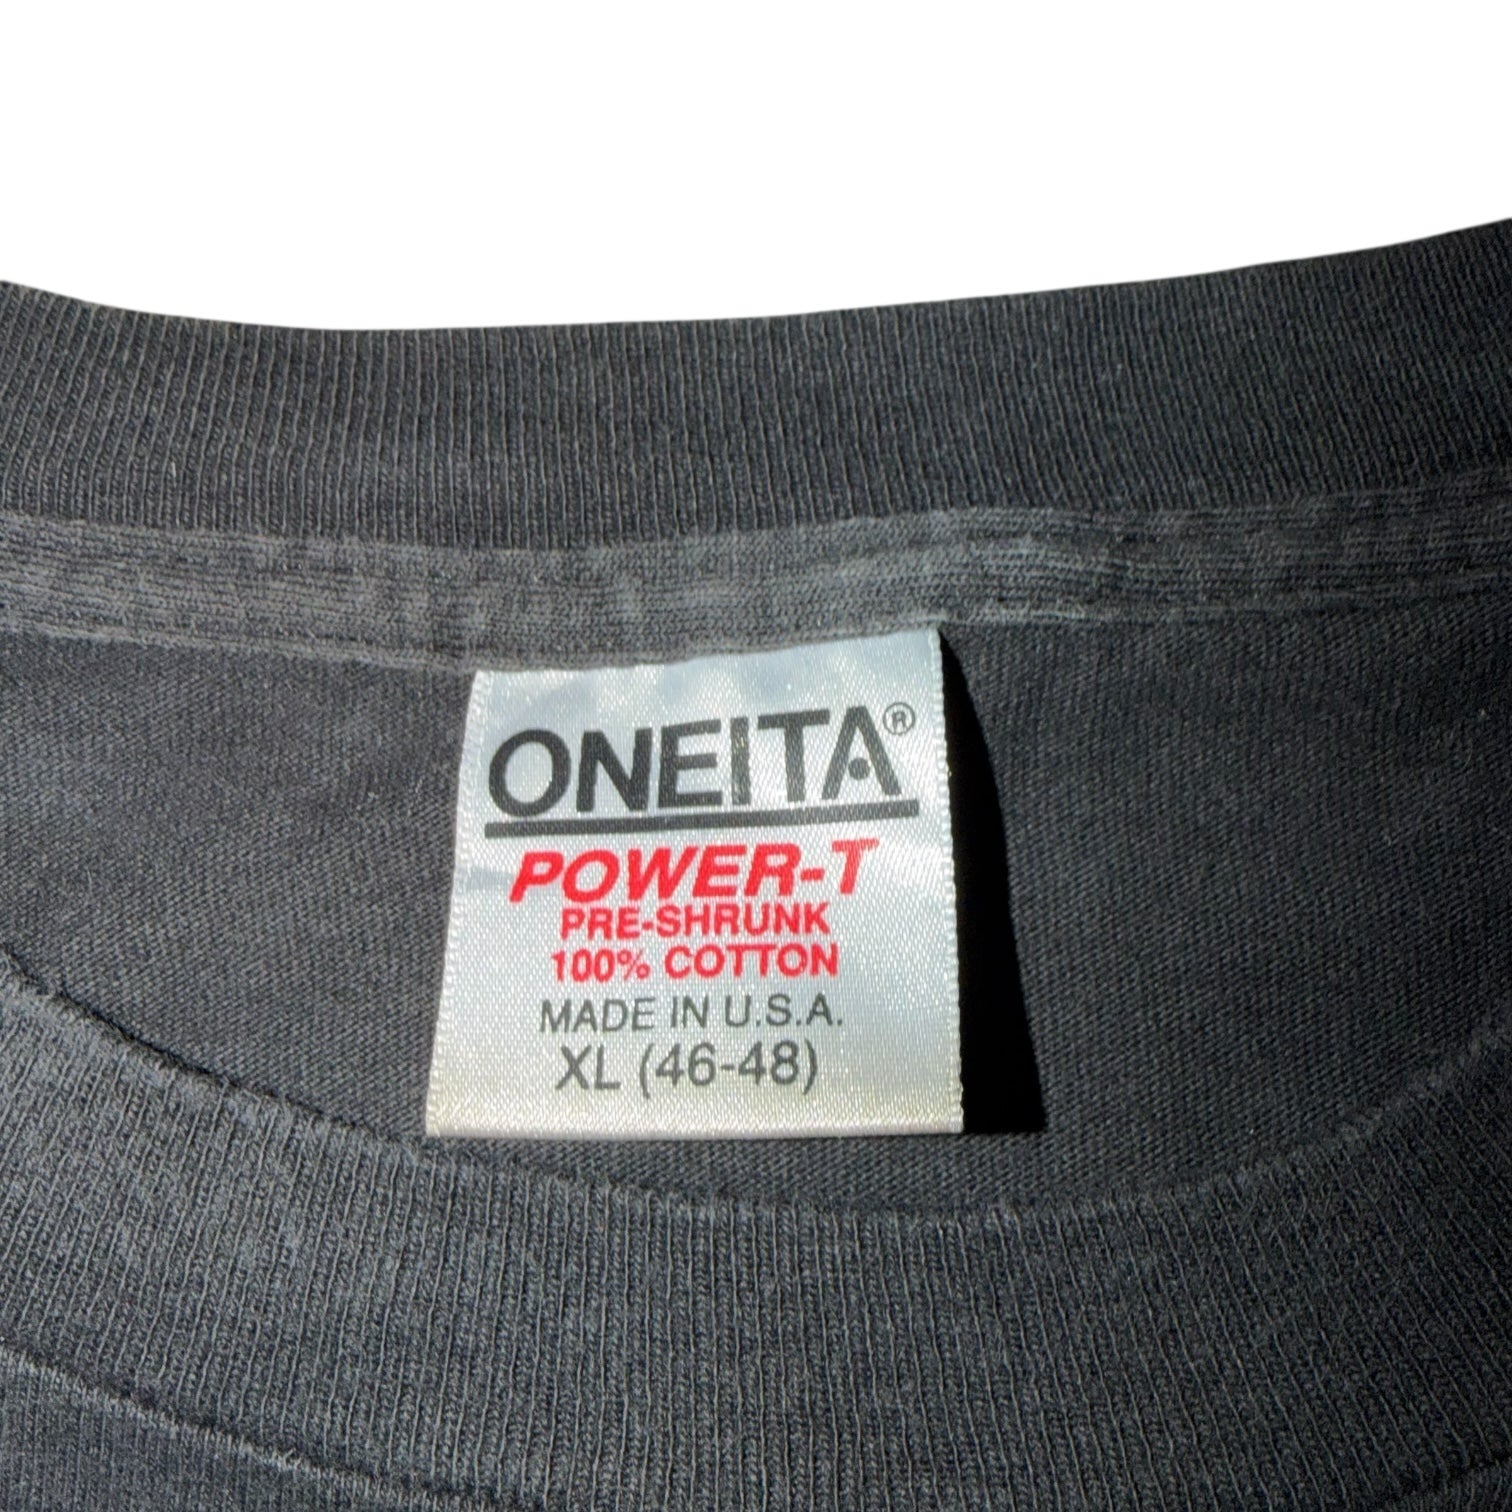 ONEITA®
POWER-T
PRE-SHRUNK
100% COTTON
MADE IN U.S.A.
XL (46-48)